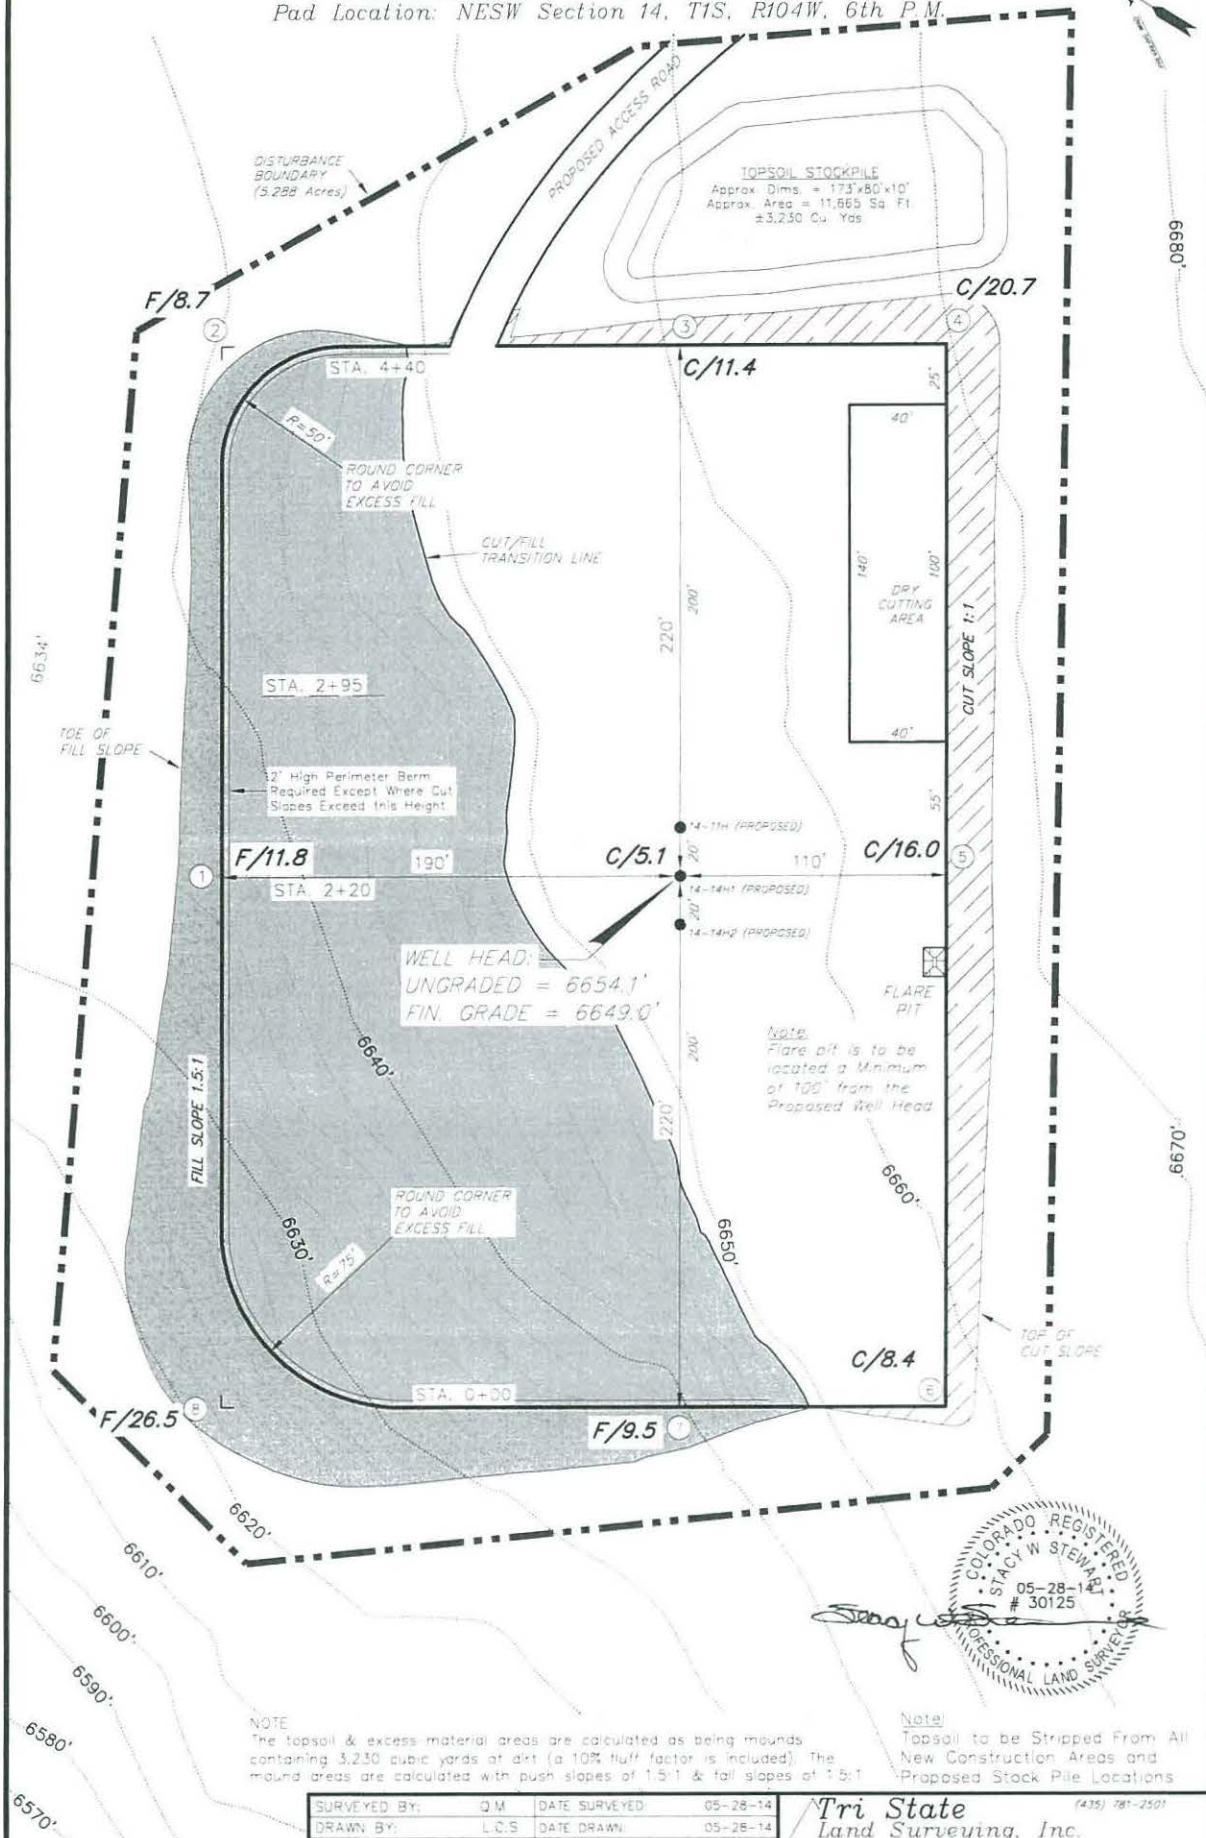 Pad Location: NESW Section 14, T1S, R104W, 6th P.M.
PROPOSED ACCESS ROAD
DISTURBANCE
BOUNDARY
(5.288 Acres)
TOPSOIL STOCKPILE
Approx. Dims. = 173'x80'x10'
Approx. Area = 11,665 Sq. Ft.
±3,230 Cu. Yds
6680'
F/8.7
C/20.7
2
3
4
STA. 4+40
C/11.4
25'
40'
R=50'
ROUND CORNER
TO AVOID
EXCESS FILL
CUT/FILL
TRANSITION LINE
140'
100'
DRY
CUTTING
AREA
200'
220'
CUT SLOPE 1:1
6634'
STA. 2+95
40'
TOE OF
FILL SLOPE
2' High Perimeter Berm
Required Except Where Cut
Slopes Exceed this Height
55'
14-11H (PROPOSED)
F/11.8
190'
C/5.1
20'
110'
C/16.0
5
1
STA. 2+20
14-14H1 (PROPOSED)
20'
14-14H2 (PROPOSED)
WELL HEAD:
UNGRADED = 6654.1'
FIN. GRADE = 6649.0'
FLARE
PIT
6640'
200'
Note:
Flare pit is to be
located a Minimum
of 100' from the
Proposed Well Head
FILL SLOPE 1.5:1
220'
6670'
6660'
ROUND CORNER
TO AVOID
EXCESS FILL
6630'
6650'
R=75'
TOP OF
CUT SLOPE
C/8.4
STA. 0+00
6
8
F/26.5
F/9.5
7
6620'
6610'
6600'
6590'
6580'
6570'
COLORADO REGISTERED
STACY W STEWART
05-28-14
# 30125
PROFESSIONAL LAND SURVEYOR
NOTE
The topsoil & excess material areas are calculated as being mounds
containing 3,230 cubic yards of dirt (a 10% fluff factor is included). The
mound areas are calculated with push slopes of 1.5:1 & fall slopes of 1.5:1
Note:
Topsoil to be Stripped From All
New Construction Areas and
Proposed Stock Pile Locations
SURVEYED BY: Q.M. DATE SURVEYED: 05-28-14
DRAWN BY: L.C.S. DATE DRAWN: 05-28-14
Tri State (435) 781-2501
Land Surveying, Inc.